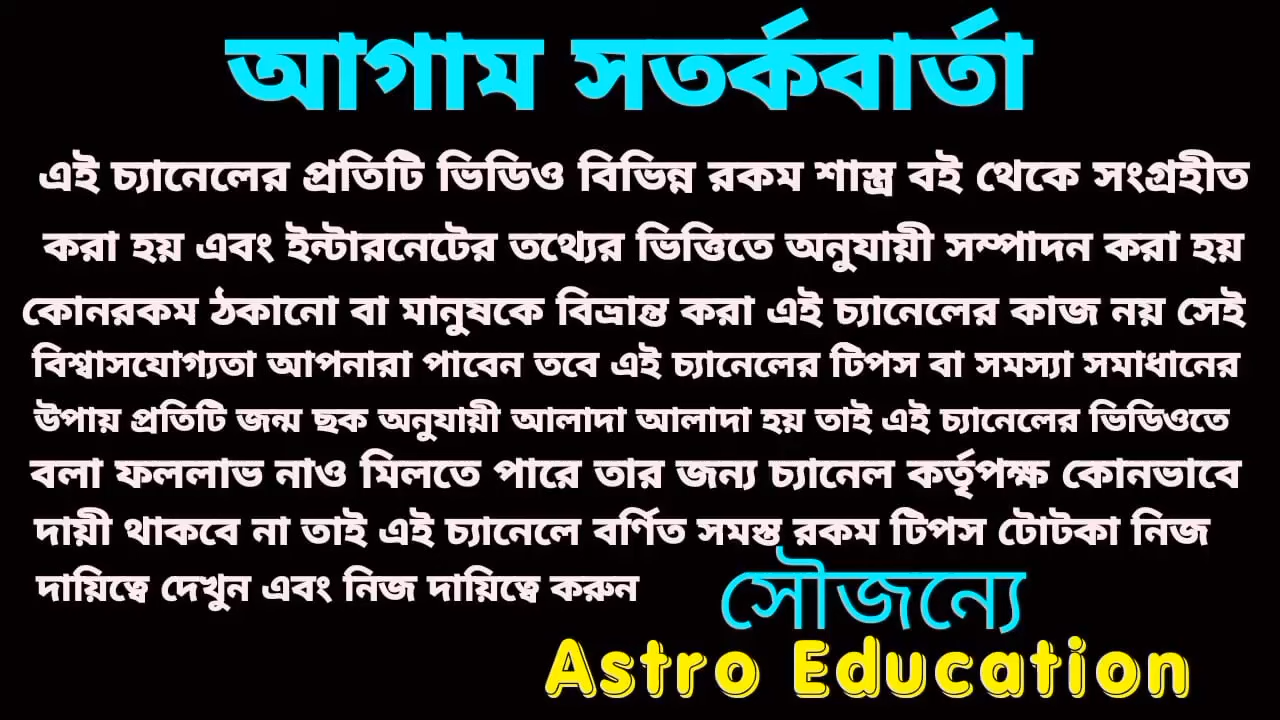 আগাম সতর্কবার্তা
এই চ্যানেলের প্রতিটি ভিডিও বিভিন্ন রকম শাস্ত্র বই থেকে সংগ্রহীত
করা হয় এবং ইন্টারনেটের তথ্যের ভিত্তিতে অনুযায়ী সম্পাদন করা হয়
কোনরকম ঠকানো বা মানুষকে বিভ্রান্ত করা এই চ্যানেলের কাজ নয় সেই
বিশ্বাসযোগ্যতা আপনারা পাবেন তবে এই চ্যানেলের টিপস বা সমস্যা সমাধানের
উপায় প্রতিটি জন্ম ছক অনুযায়ী আলাদা আলাদা হয় তাই এই চ্যানেলের ভিডিওতে
বলা ফললাভ নাও মিলতে পারে তার জন্য চ্যানেল কর্তৃপক্ষ কোনভাবে
দায়ী থাকবে না তাই এই চ্যানেলে বর্ণিত সমস্ত রকম টিপস টোটকা নিজ
দায়িত্বে দেখুন এবং নিজ দায়িত্বে করুন
সৌজন্যে
Astro Education